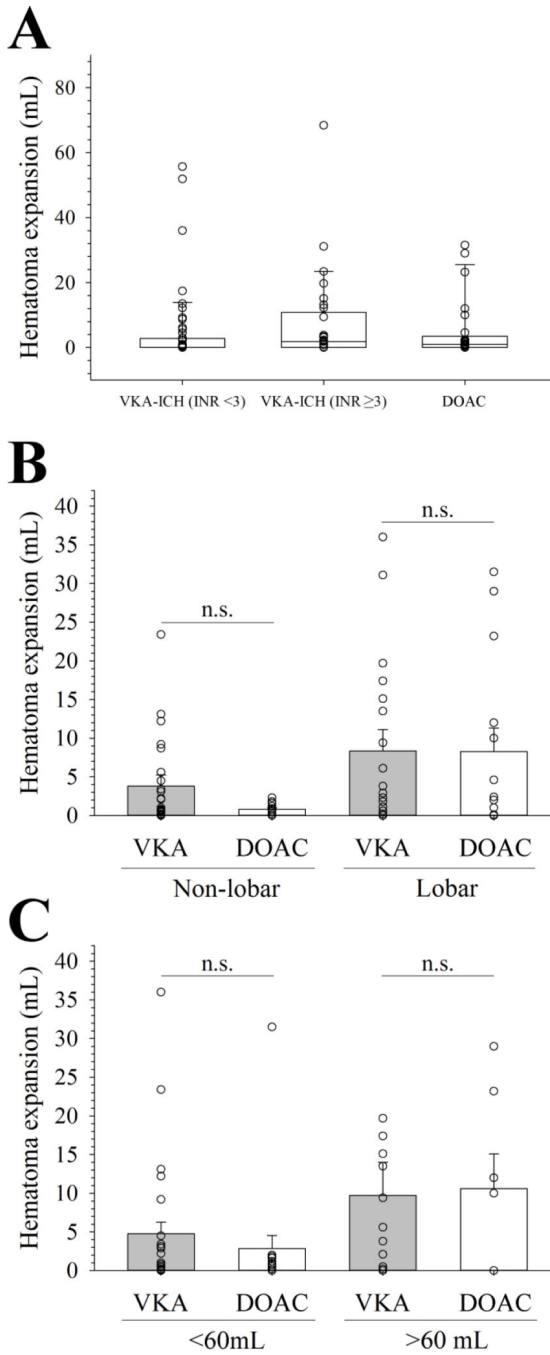 A
Hematoma expansion (mL)
80
60
40
20
0
VKA-ICH (INR <3) VKA-ICH (INR ≥3) DOAC
B
Hematoma expansion (mL)
40
35
30
25
20
15
10
5
0
n.s.
n.s.
VKA DOAC VKA DOAC
Non-lobar Lobar
C
Hematoma expansion (mL)
40
35
30
25
20
15
10
5
0
n.s. n.s.
VKA DOAC VKA DOAC
<60mL >60 mL